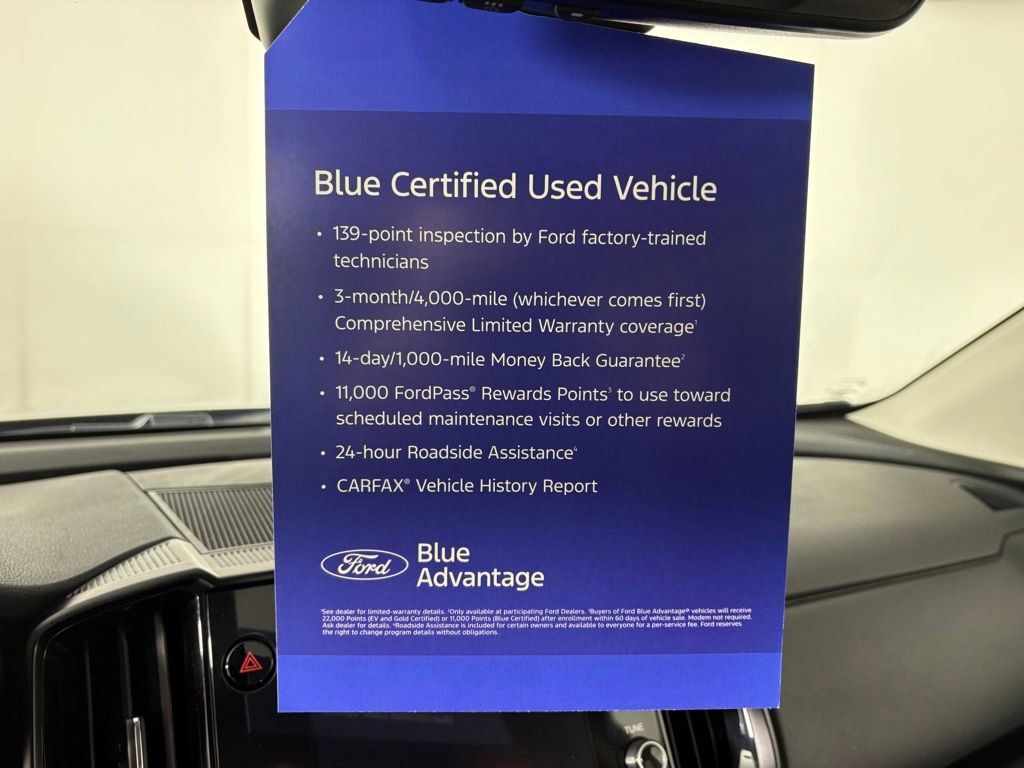 Blue Certified Used Vehicle
• 139-point inspection by Ford factory-trained
technicians
• 3-month/4,000-mile (whichever comes first)
Comprehensive Limited Warranty coverage¹
• 14-day/1,000-mile Money Back Guarantee²
• 11,000 FordPass® Rewards Points³ to use toward
scheduled maintenance visits or other rewards
• 24-hour Roadside Assistance⁴
• CARFAX® Vehicle History Report
Ford
Blue
Advantage
¹See dealer for limited-warranty details. ²Only available at participating Ford Dealers. ³Buyers of Ford Blue Advantage® vehicles will receive
22,000 Points (EV and Gold Certified) or 11,000 Points (Blue Certified) after enrollment within 60 days of vehicle sale. Modem not required.
Ask dealer for details. ⁴Roadside Assistance is included for certain owners and available to everyone for a per-service fee. Ford reserves
the right to change program details without obligations.
TUNE